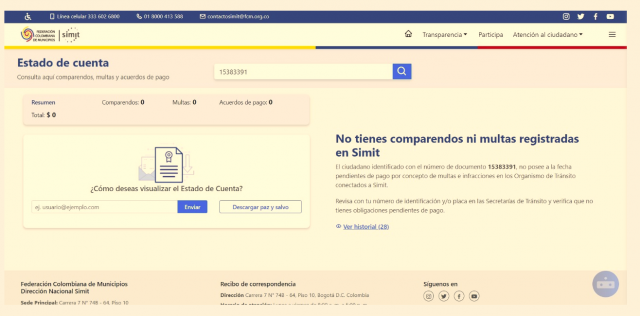 Línea celular 333 602 6800 01 8000 413 588 contactosimit@fcm.org.co
FEDERACIÓN COLOMBIANA DE MUNICIPIOS simit
Transparencia Participa Atención al ciudadano
Estado de cuenta
Consulta aquí comparendos, multas y acuerdos de pago
15383391
Resumen Comparendos: 0 Multas: 0 Acuerdos de pago: 0
Total: $ 0
¿Cómo deseas visualizar el Estado de Cuenta?
ej. usuario@ejemplo.com Enviar Descargar paz y salvo
No tienes comparendos ni multas registradas
en Simit
El ciudadano identificado con el número de documento 15383391, no posee a la fecha
pendientes de pago por concepto de multas e infracciones en los Organismo de Tránsito
conectados a Simit.
Revisa con tu número de identificación y/o placa en las Secretarías de Tránsito y verifica que no
tienes obligaciones pendientes de pago.
Ver historial (28)
Federación Colombiana de Municipios
Dirección Nacional Simit
Sede Principal: Carrera 7 N° 74B - 64, Piso 10
Recibo de correspondencia
Dirección Carrera 7 N° 74B - 64, Piso 10, Bogotá D.C. Colombia
Síguenos en